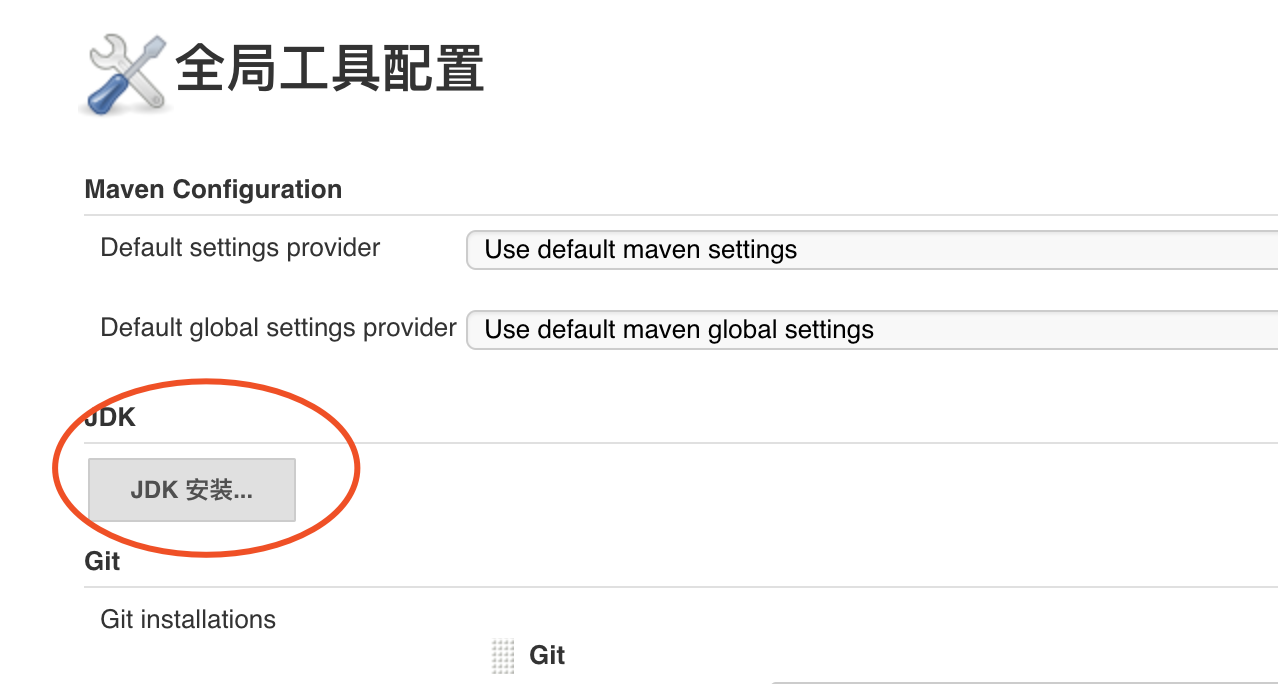 全局工具配置
Maven Configuration
Default settings provider
Use default maven settings
Default global settings provider
Use default maven global settings
JDK
JDK 安装...
Git
Git installations
Git